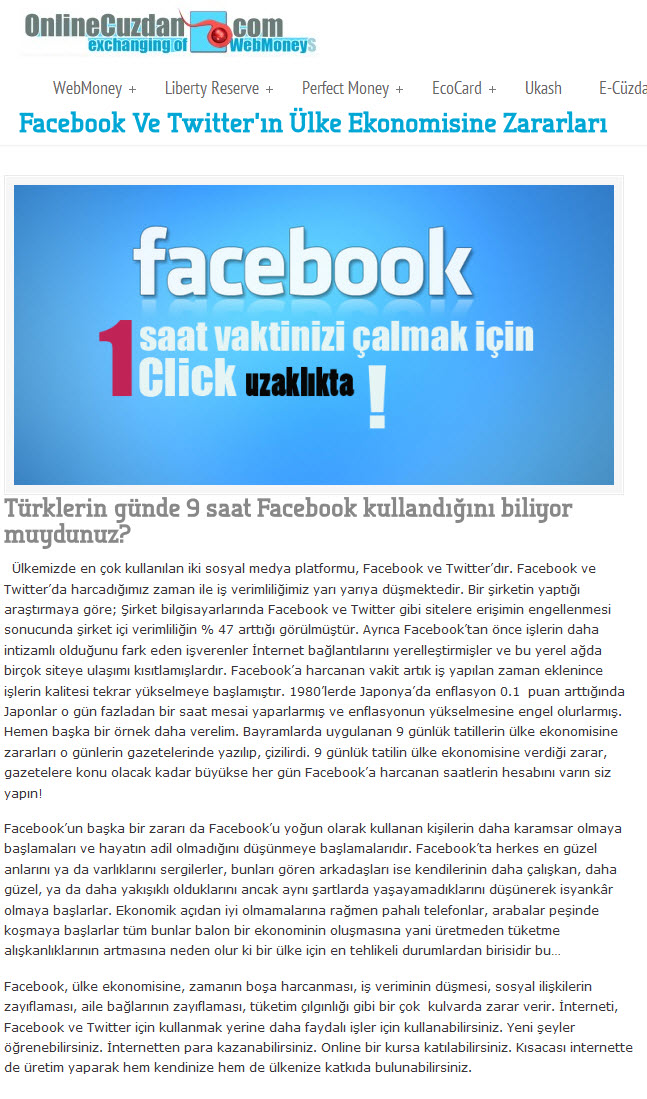 OnlineCuzdan com
exchanging of WebMoneyS
WebMoney + Liberty Reserve + Perfect Money + EcoCard + Ukash E-Cüzda
Facebook Ve Twitter'ın Ülke Ekonomisine Zararları
facebook
1 saat vaktinizi çalmak için
Click uzaklıkta !
Türklerin günde 9 saat Facebook kullandığını biliyor
muydunuz?
Ülkemizde en çok kullanılan iki sosyal medya platformu, Facebook ve Twitter’dır. Facebook ve
Twitter’da harcadığımız zaman ile iş verimliliğimiz yarı yarıya düşmektedir. Bir şirketin yaptığı
araştırmaya göre; Şirket bilgisayarlarında Facebook ve Twitter gibi sitelere erişimin engellenmesi
sonucunda şirket içi verimliliğin % 47 arttığı görülmüştür. Ayrıca Facebook’tan önce işlerin daha
intizamlı olduğunu fark eden işverenler İnternet bağlantılarını yerelleştirmişler ve bu yerel ağda
birçok siteye ulaşımı kısıtlamışlardır. Facebook’a harcanan vakit artık iş yapılan zaman eklenince
işlerin kalitesi tekrar yükselmeye başlamıştır. 1980’lerde Japonya’da enflasyon 0.1 puan arttığında
Japonlar o gün fazladan bir saat mesai yaparlarmış ve enflasyonun yükselmesine engel olurlarmış.
Hemen başka bir örnek daha verelim. Bayramlarda uygulanan 9 günlük tatillerin ülke ekonomisine
zararları o günlerin gazetelerinde yazılıp, çizilirdi. 9 günlük tatilin ülke ekonomisine verdiği zarar,
gazetelere konu olacak kadar büyükse her gün Facebook’a harcanan saatlerin hesabını varın siz
yapın!
Facebook’un başka bir zararı da Facebook’u yoğun olarak kullanan kişilerin daha karamsar olmaya
başlamaları ve hayatın adil olmadığını düşünmeye başlamalarıdır. Facebook’ta herkes en güzel
anlarını ya da varlıklarını sergilerler, bunları gören arkadaşları ise kendilerinin daha çalışkan, daha
güzel, ya da daha yakışıklı olduklarını ancak aynı şartlarda yaşayamadıklarını düşünerek isyankâr
olmaya başlarlar. Ekonomik açıdan iyi olmamalarına rağmen pahalı telefonlar, arabalar peşinde
koşmaya başlarlar tüm bunlar balon bir ekonominin oluşmasına yani üretmeden tüketme
alışkanlıklarının artmasına neden olur ki bir ülke için en tehlikeli durumlardan birisidir bu…
Facebook, ülke ekonomisine, zamanın boşa harcanması, iş veriminin düşmesi, sosyal ilişkilerin
zayıflaması, aile bağlarının zayıflaması, tüketim çılgınlığı gibi bir çok kulvarda zarar verir. İnterneti,
Facebook ve Twitter için kullanmak yerine daha faydalı işler için kullanabilirsiniz. Yeni şeyler
öğrenebilirsiniz. İnternetten para kazanabilirsiniz. Online bir kursa katılabilirsiniz. Kısacası internette
de üretim yaparak hem kendinize hem de ülkenize katkıda bulunabilirsiniz.